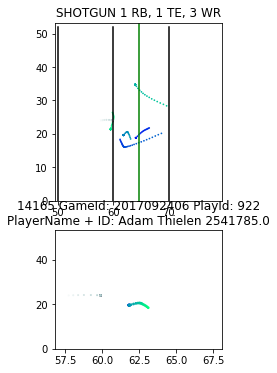 SHOTGUN 1 RB, 1 TE, 3 WR
50
40
30
20
10
0
50 60 70
14165 GameId: 2017092406 PlayId: 922
PlayerName + ID: Adam Thielen 2541785.0
40
20
0
57.5 60.0 62.5 65.0 67.5